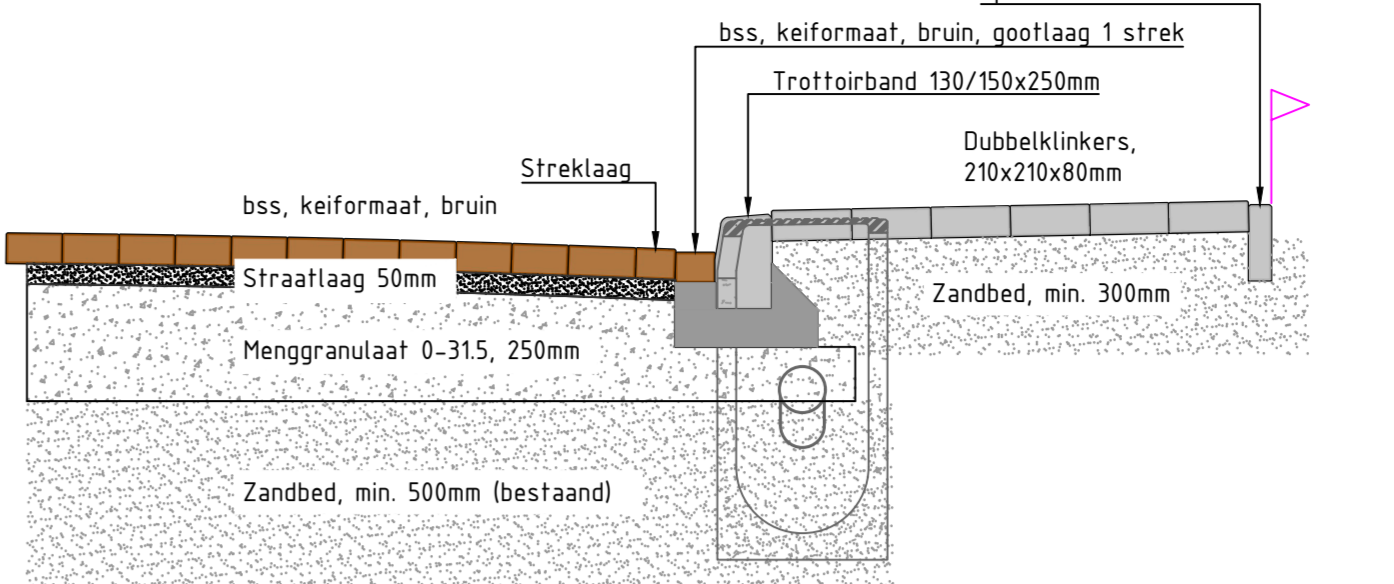 bss, keiformaat, bruin, gootlaag 1 strek
Trottoirband 130/150x250mm
Dubbelklinkers,
210x210x80mm
Streklaag
bss, keiformaat, bruin
Straatlaag 50mm
Zandbed, min. 300mm
Menggranulaat 0-31.5, 250mm
Zandbed, min. 500mm (bestaand)